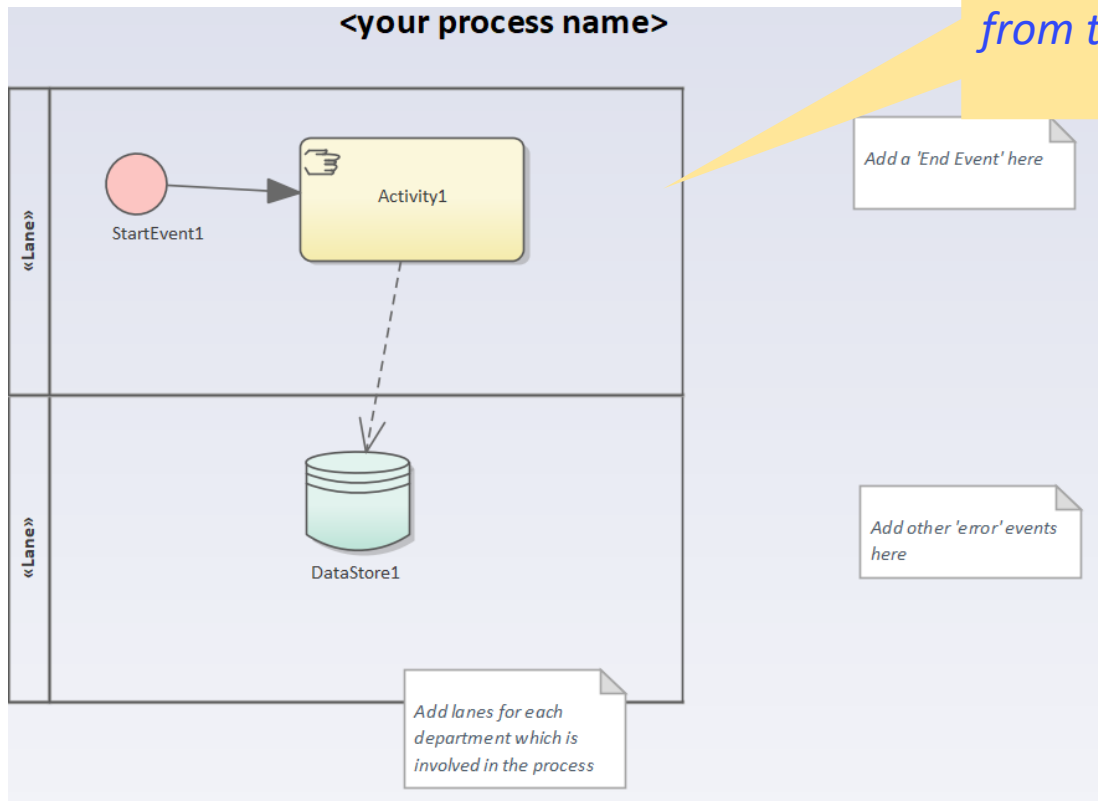 <your process name>
from t
Add a 'End Event' here
«Lane»
StartEvent1
Activity1
«Lane»
DataStore1
Add other 'error' events
here
Add lanes for each
department which is
involved in the process